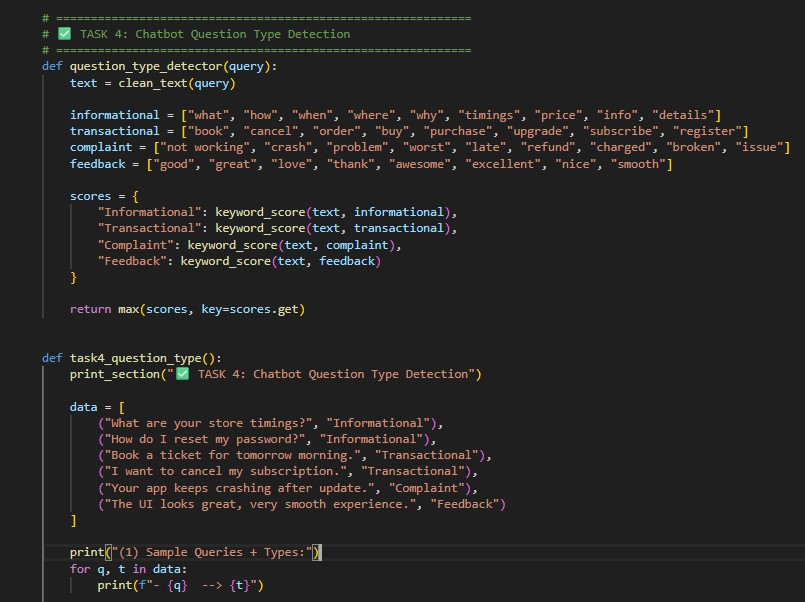 # ============================================================
# ✅ TASK 4: Chatbot Question Type Detection
# ============================================================
def question_type_detector(query):
    text = clean_text(query)

    informational = ["what", "how", "when", "where", "why", "timings", "price", "info", "details"]
    transactional = ["book", "cancel", "order", "buy", "purchase", "upgrade", "subscribe", "register"]
    complaint = ["not working", "crash", "problem", "worst", "late", "refund", "charged", "broken", "issue"]
    feedback = ["good", "great", "love", "thank", "awesome", "excellent", "nice", "smooth"]

    scores = {
        "Informational": keyword_score(text, informational),
        "Transactional": keyword_score(text, transactional),
        "Complaint": keyword_score(text, complaint),
        "Feedback": keyword_score(text, feedback)
    }

    return max(scores, key=scores.get)


def task4_question_type():
    print_section("✅ TASK 4: Chatbot Question Type Detection")

    data = [
        ("What are your store timings?", "Informational"),
        ("How do I reset my password?", "Informational"),
        ("Book a ticket for tomorrow morning.", "Transactional"),
        ("I want to cancel my subscription.", "Transactional"),
        ("Your app keeps crashing after update.", "Complaint"),
        ("The UI looks great, very smooth experience.", "Feedback")
    ]

    print("(1) Sample Queries + Types:")
    for q, t in data:
        print(f"- {q}  --> {t}")